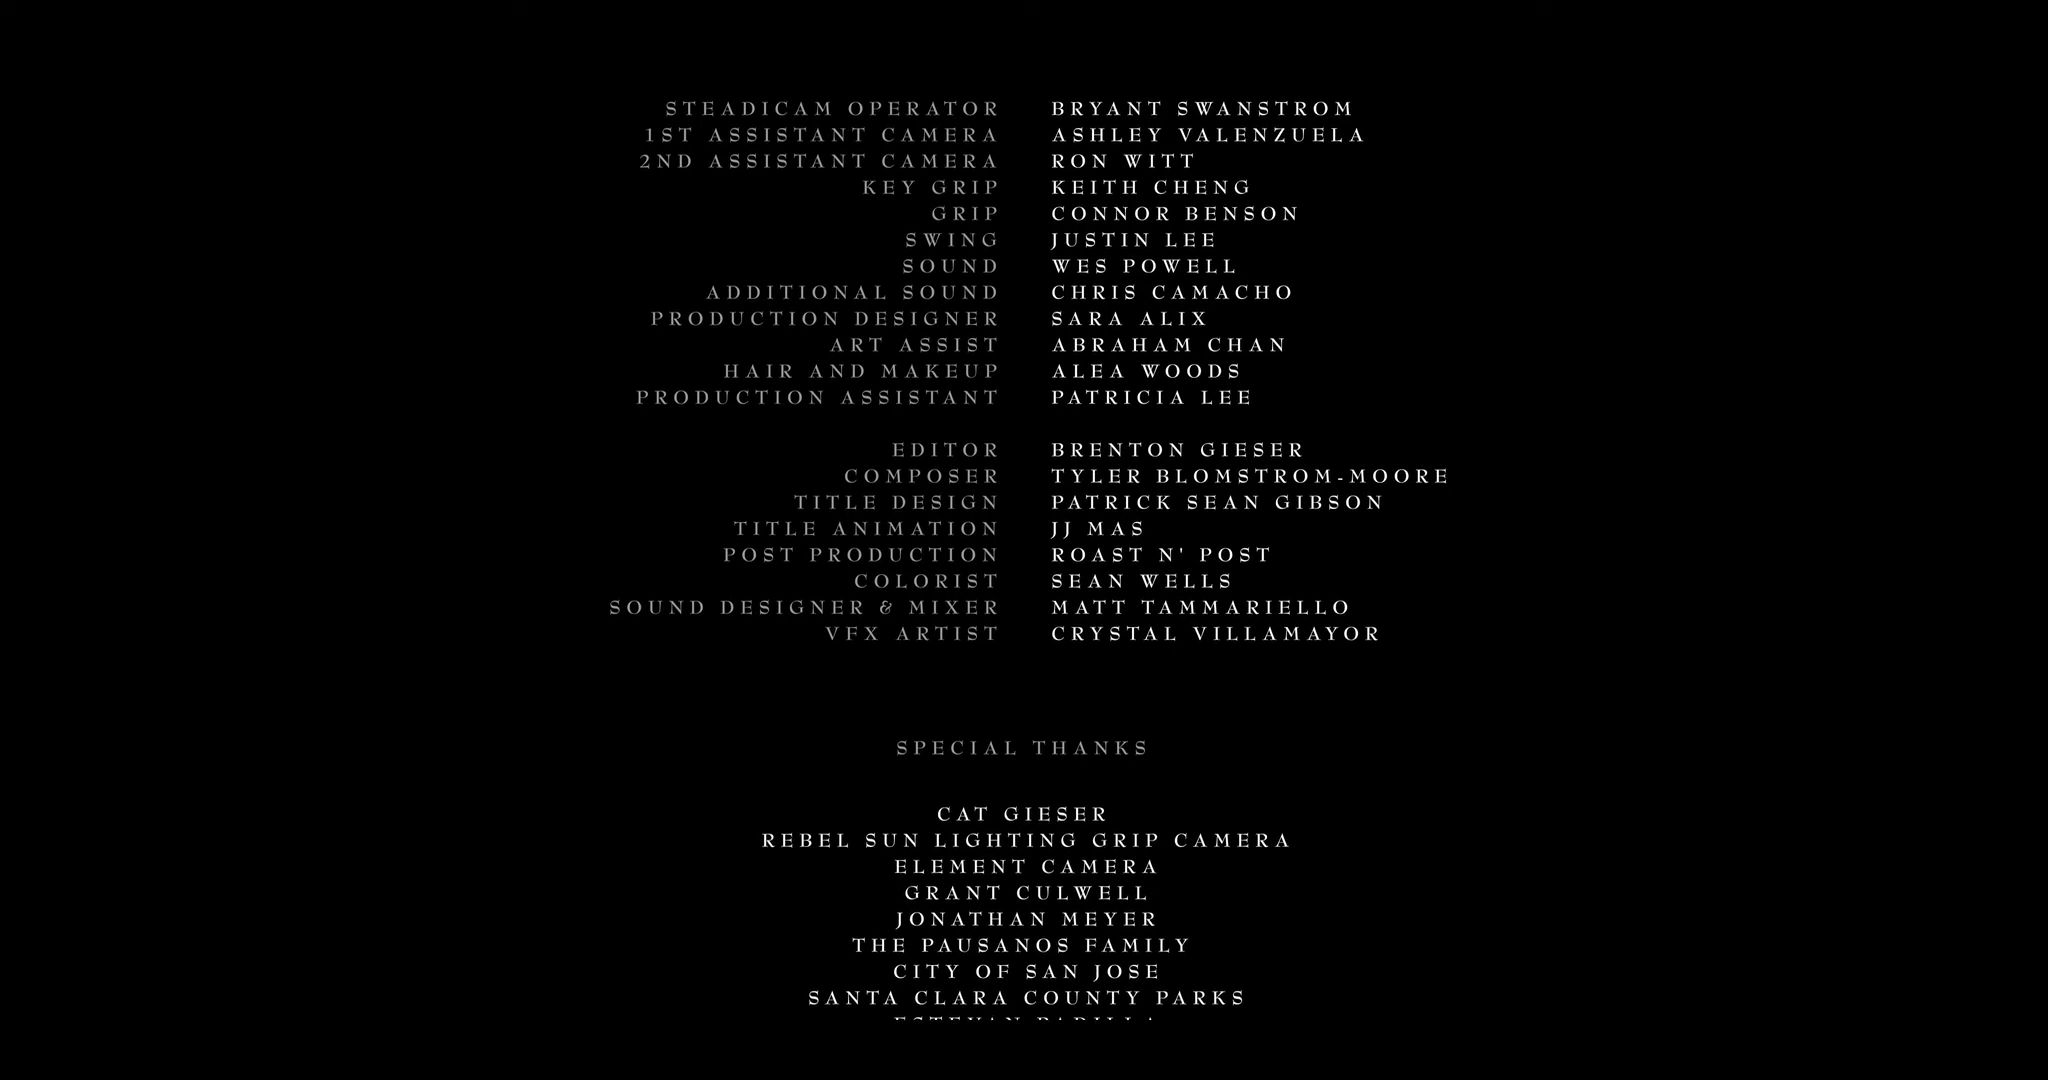 STEADICAM OPERATOR BRYANT SWANSTROM
1ST ASSISTANT CAMERA ASHLEY VALENZUELA
2ND ASSISTANT CAMERA RON WITT
KEY GRIP KEITH CHENG
GRIP CONNOR BENSON
SWING JUSTIN LEE
SOUND WES POWELL
ADDITIONAL SOUND CHRIS CAMACHO
PRODUCTION DESIGNER SARA ALIX
ART ASSIST ABRAHAM CHAN
HAIR AND MAKEUP ALEA WOODS
PRODUCTION ASSISTANT PATRICIA LEE
EDITOR BRENTON GIESER
COMPOSER TYLER BLOMSTROM-MOORE
TITLE DESIGN PATRICK SEAN GIBSON
TITLE ANIMATION JJ MAS
POST PRODUCTION ROAST N' POST
COLORIST SEAN WELLS
SOUND DESIGNER & MIXER MATT TAMMARIELLO
VFX ARTIST CRYSTAL VILLAMAYOR
SPECIAL THANKS
CAT GIESER
REBEL SUN LIGHTING GRIP CAMERA
ELEMENT CAMERA
GRANT CULWELL
JONATHAN MEYER
THE PAUSANOS FAMILY
CITY OF SAN JOSE
SANTA CLARA COUNTY PARKS